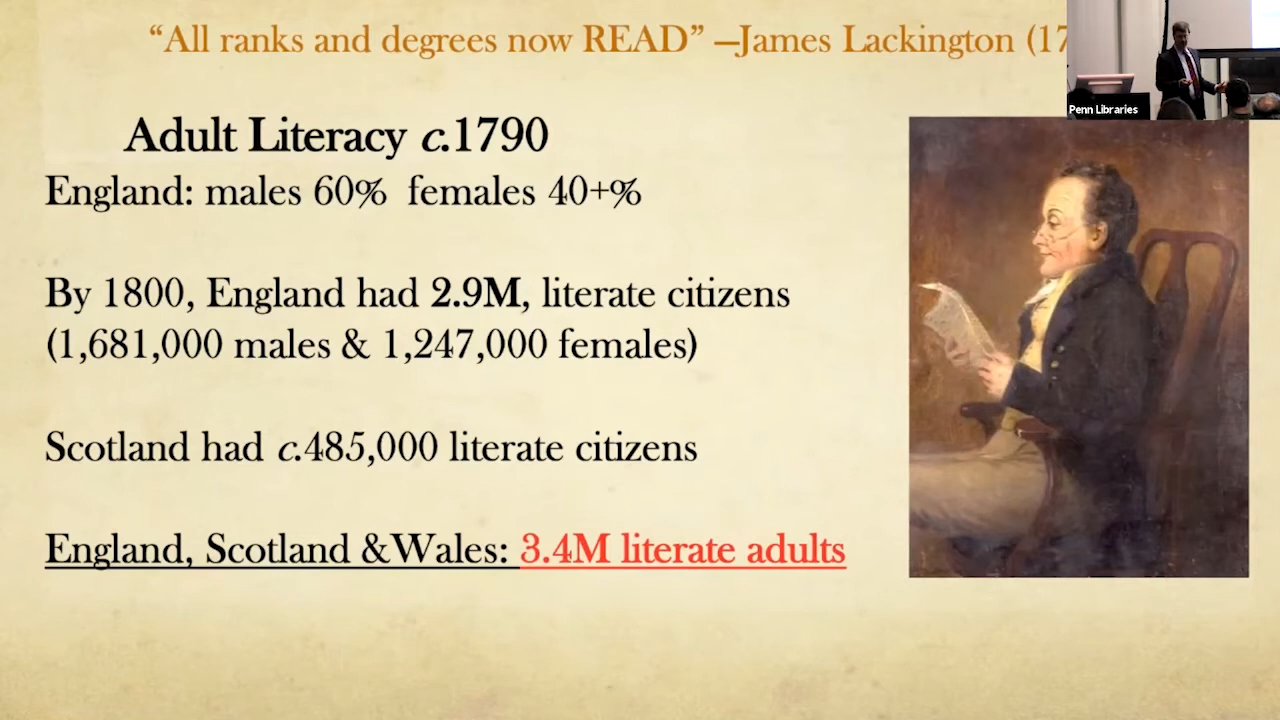 “All ranks and degrees now READ” —James Lackington (17
Penn Libraries
Adult Literacy c.1790
England: males 60% females 40+%
By 1800, England had 2.9M, literate citizens
(1,681,000 males & 1,247,000 females)
Scotland had c.485,000 literate citizens
England, Scotland &Wales: 3.4M literate adults